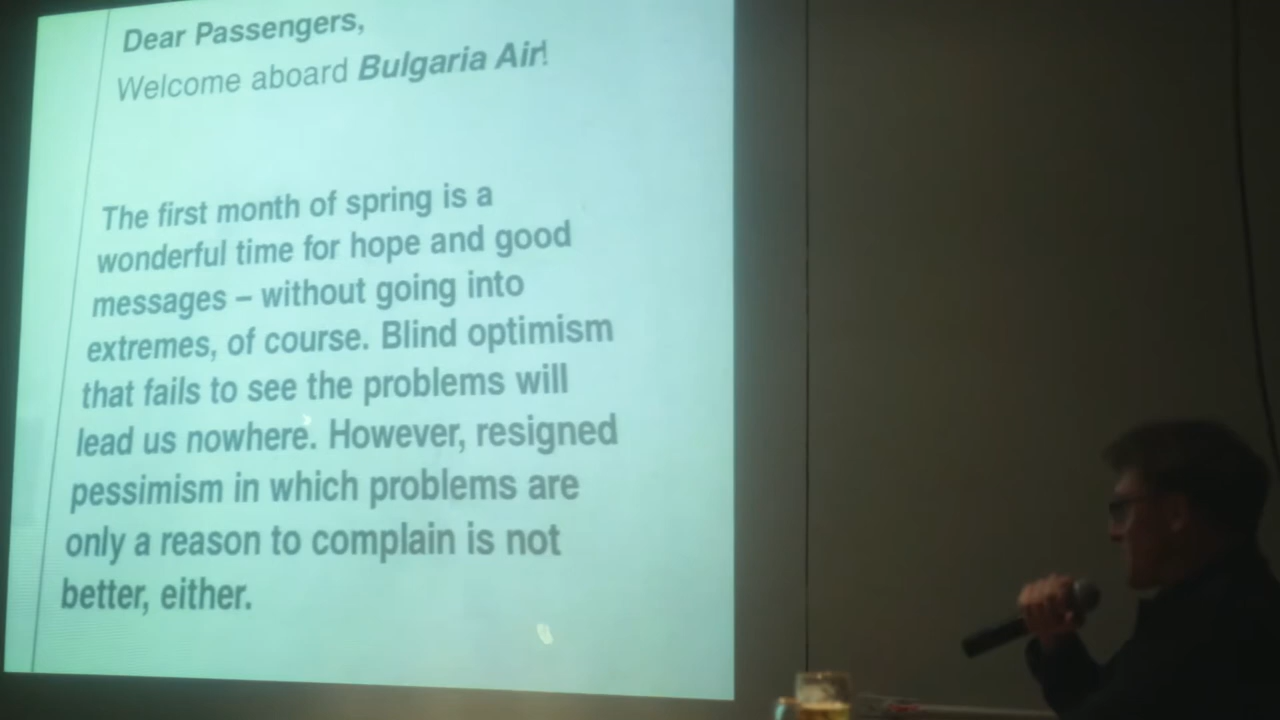 Dear Passengers,
Welcome aboard Bulgaria Air!
The first month of spring is a
wonderful time for hope and good
messages – without going into
extremes, of course. Blind optimism
that fails to see the problems will
lead us nowhere. However, resigned
pessimism in which problems are
only a reason to complain is not
better, either.